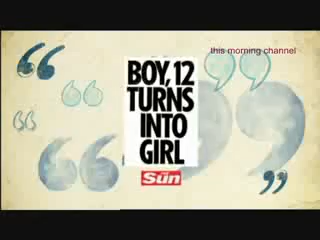 this morning channel
BOY, 12
TURNS
INTO
GIRL
THE Sun